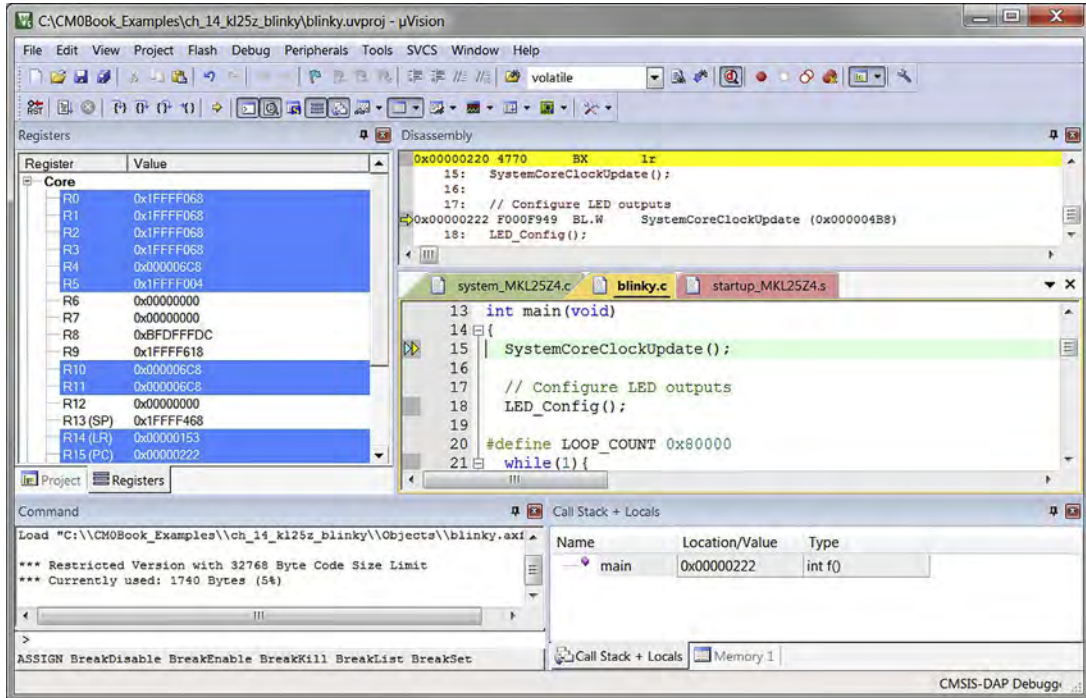 C:\CM0Book_Examples\ch_14_kl25z_blinky\blinky.uvproj - µVision
File Edit View Project Flash Debug Peripherals Tools SVCS Window Help
volatile
RST
Registers
Register Value
Core
R0 0x1FFFF068
R1 0x1FFFF068
R2 0x1FFFF068
R3 0x1FFFF068
R4 0x000006C8
R5 0x1FFFF004
R6 0x00000000
R7 0x00000000
R8 0xBFDFFFDC
R9 0x1FFFF618
R10 0x000006C8
R11 0x000006C8
R12 0x00000000
R13 (SP) 0x1FFFF468
R14 (LR) 0x00000153
R15 (PC) 0x00000222
Project Registers
Disassembly
0x00000220 4770 BX lr
15: SystemCoreClockUpdate();
16:
17: // Configure LED outputs
0x00000222 F000F949 BL.W SystemCoreClockUpdate (0x000004B8)
18: LED_Config();
system_MKL25Z4.c blinky.c startup_MKL25Z4.s
13 int main(void)
14 {
15 SystemCoreClockUpdate();
16
17 // Configure LED outputs
18 LED_Config();
19
20 #define LOOP_COUNT 0x80000
21 while(1){
Command
Load "C:\\CM0Book_Examples\\ch_14_kl25z_blinky\\Objects\\blinky.axf
*** Restricted Version with 32768 Byte Code Size Limit
*** Currently used: 1740 Bytes (5%)
>
ASSIGN BreakDisable BreakEnable BreakKill BreakList BreakSet
Call Stack + Locals
Name Location/Value Type
main 0x00000222 int f()
Call Stack + Locals Memory 1
CMSIS-DAP Debugg